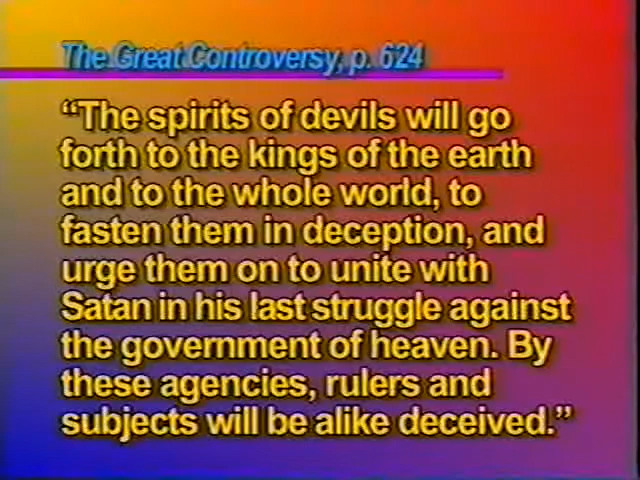 The Great Controversy, p. 624
“The spirits of devils will go
forth to the kings of the earth
and to the whole world, to
fasten them in deception, and
urge them on to unite with
Satan in his last struggle against
the government of heaven. By
these agencies, rulers and
subjects will be alike deceived.”